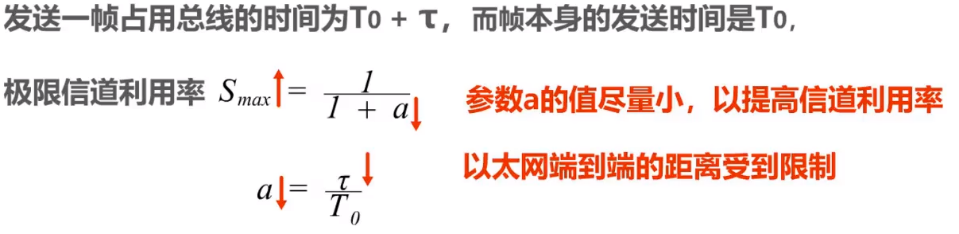 发送一帧占用总线的时间为T0 + τ，而帧本身的发送时间是T0，
极限信道利用率 Smax↑= 1 / 1 + a↓ 参数a的值尽量小，以提高信道利用率
以太网端到端的距离受到限制
a↓= τ↓ / T0